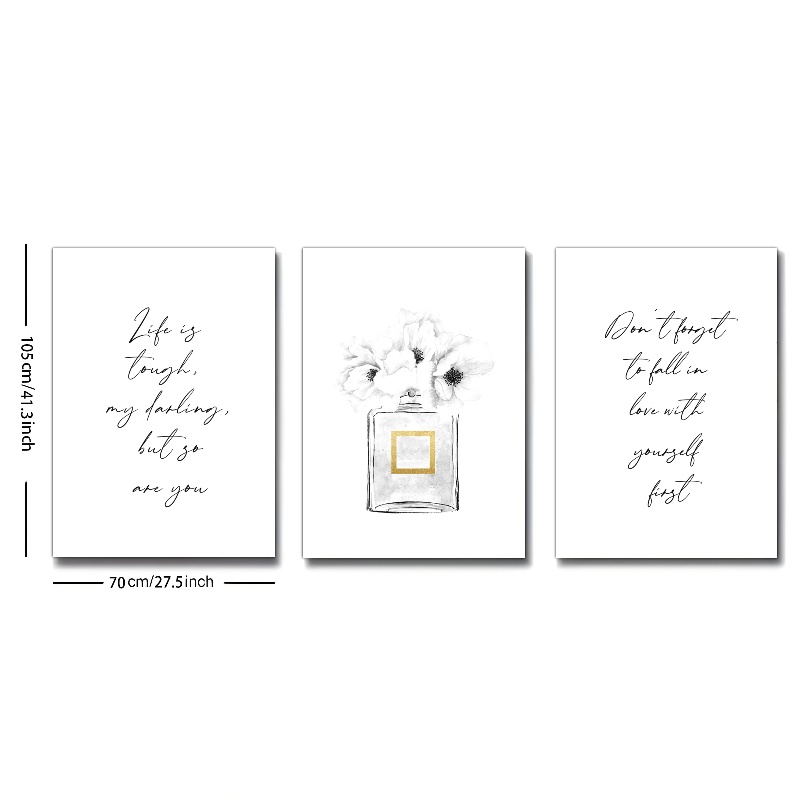 105cm/41.3inch
Life is
tough,
my darling,
but so
are you
Don't forget
to fall in
love with
yourself
first
70cm/27.5inch